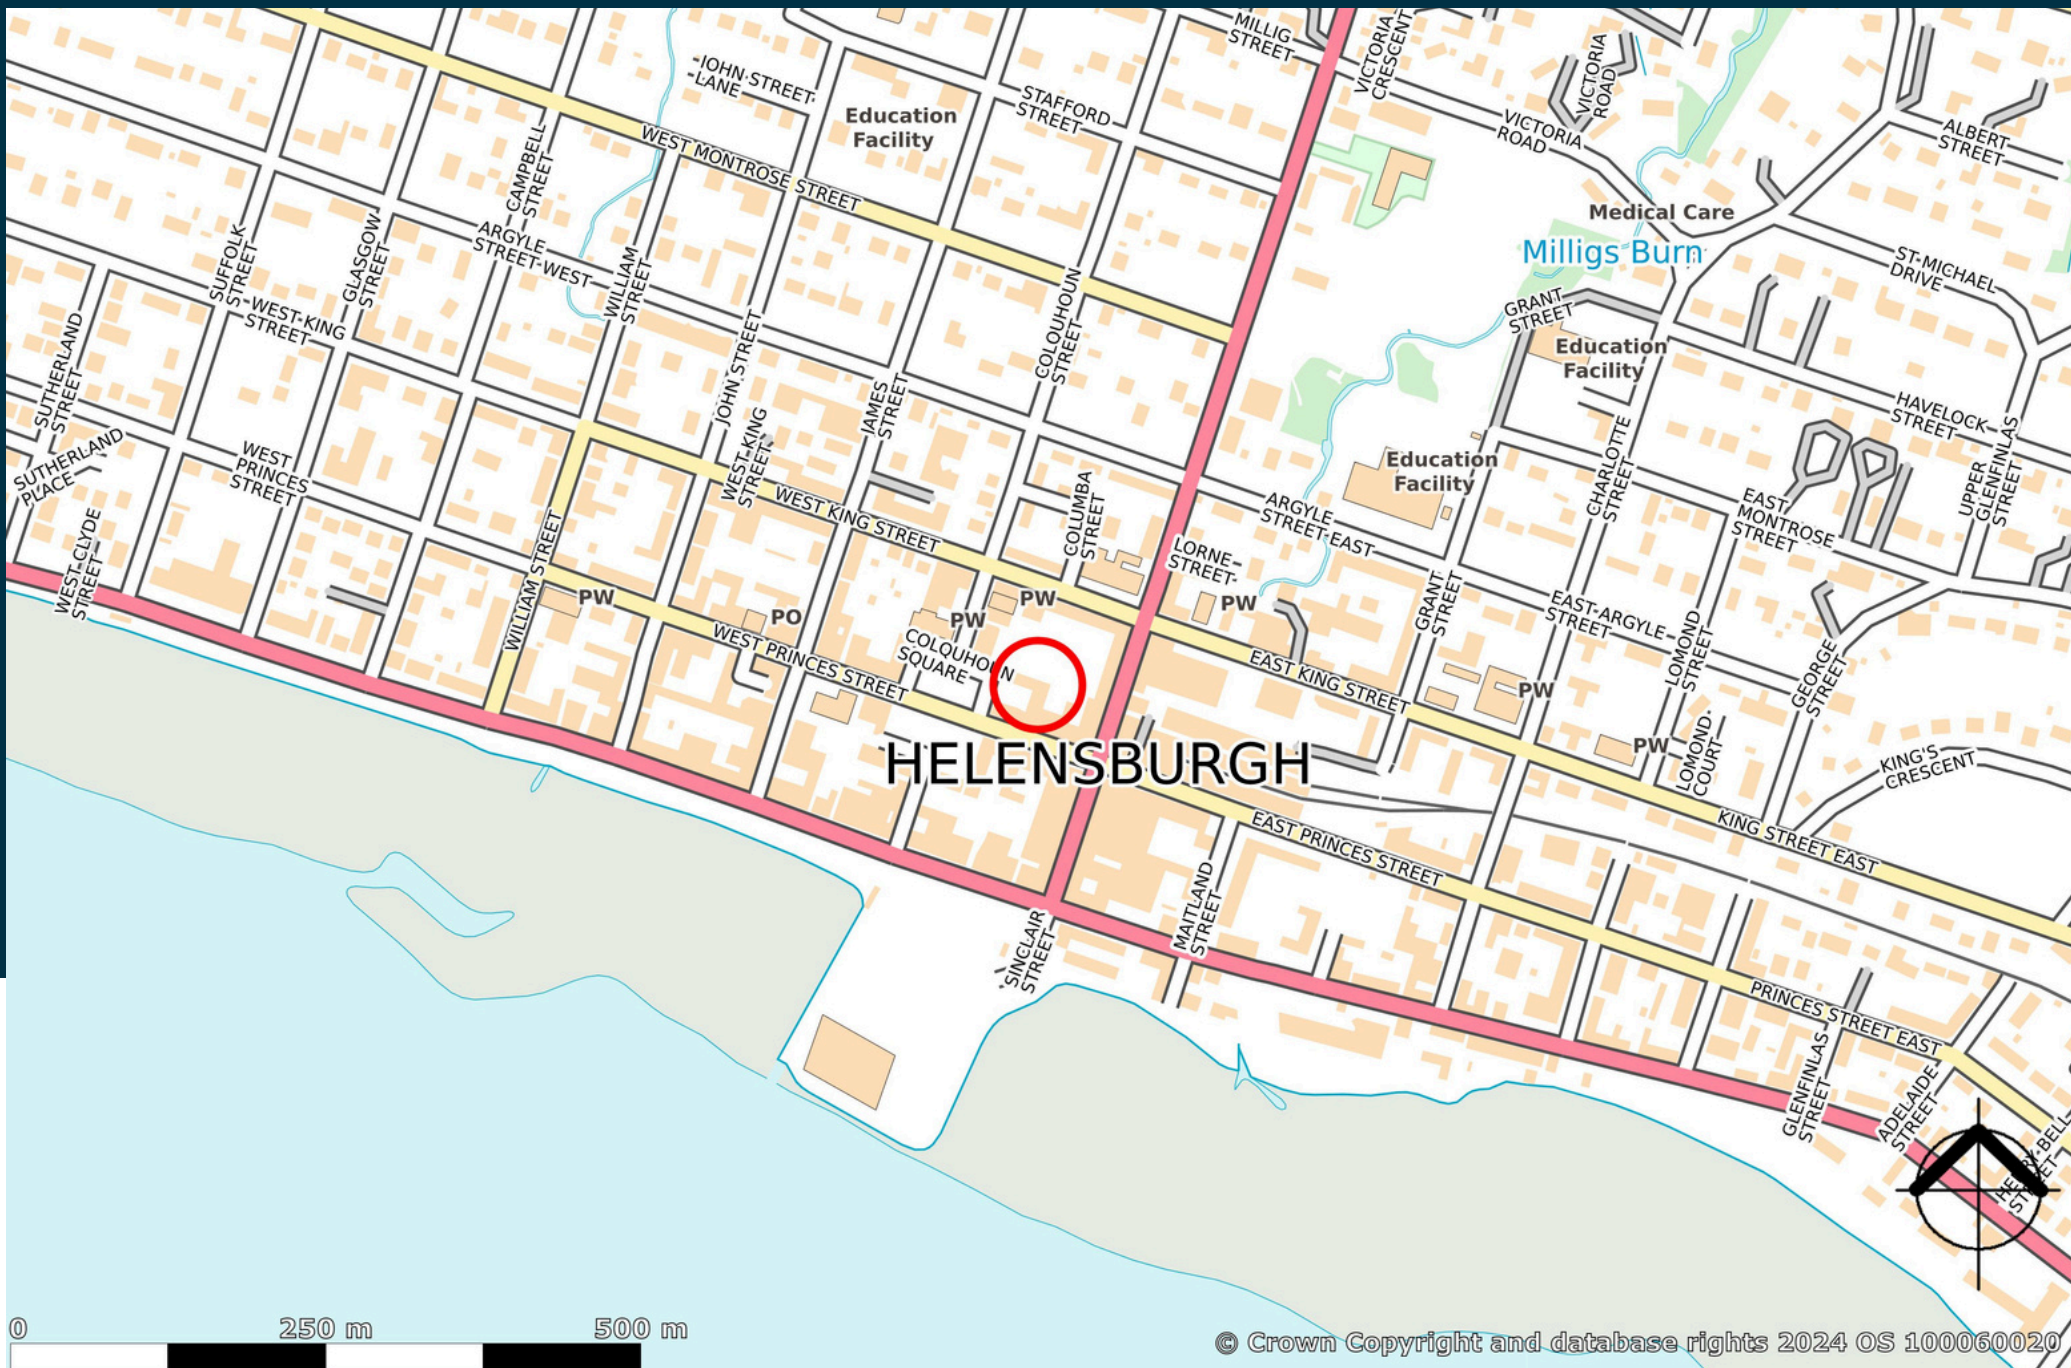 MILLIG
STREET
VICTORIA
CRESCENT
VICTORIA
ROAD
JOHN STREET
LANE
Education
Facility
STAFFORD
STREET
VICTORIA
ROAD
ALBERT
STREET
WEST MONTROSE STREET
CAMPBELL
STREET
Medical Care
Milligs Burn
SUFFOLK
STREET
GLASGOW
STREET
ARGYLE
STREET WEST
WILLIAM
STREET
COLQUHOUN
STREET
ST MICHAEL
DRIVE
GRANT
STREET
WEST KING
STREET
Education
Facility
SUTHERLAND
STREET
JOHN STREET
JAMES
STREET
HAVELOCK
STREET
SUTHERLAND
PLACE
WEST
PRINCES
STREET
WEST KING
STREET
WEST KING STREET
COLUMBA
STREET
Education
Facility
ARGYLE
STREET EAST
CHARLOTTE
STREET
EAST
MONTROSE
STREET
UPPER
GLENFINLAS
STREET
WEST CLYDE
STREET
WILLIAM STREET
LORNE
STREET
PW
PO
PW
PW
PW
GRANT
STREET
EAST ARGYLE
STREET
LOMOND
STREET
GEORGE
STREET
WEST PRINCES STREET
COLQUHOUN
SQUARE
EAST KING STREET
PW
PW
LOMOND
COURT
KING'S
CRESCENT
HELENSBURGH
EAST PRINCES STREET
KING STREET EAST
MAITLAND
STREET
SINCLAIR
STREET
PRINCES STREET EAST
GLENFINLAS
STREET
ADELAIDE
STREET
HENRY BELL
STREET
0 250 m 500 m
© Crown Copyright and database rights 2024 OS 100060020